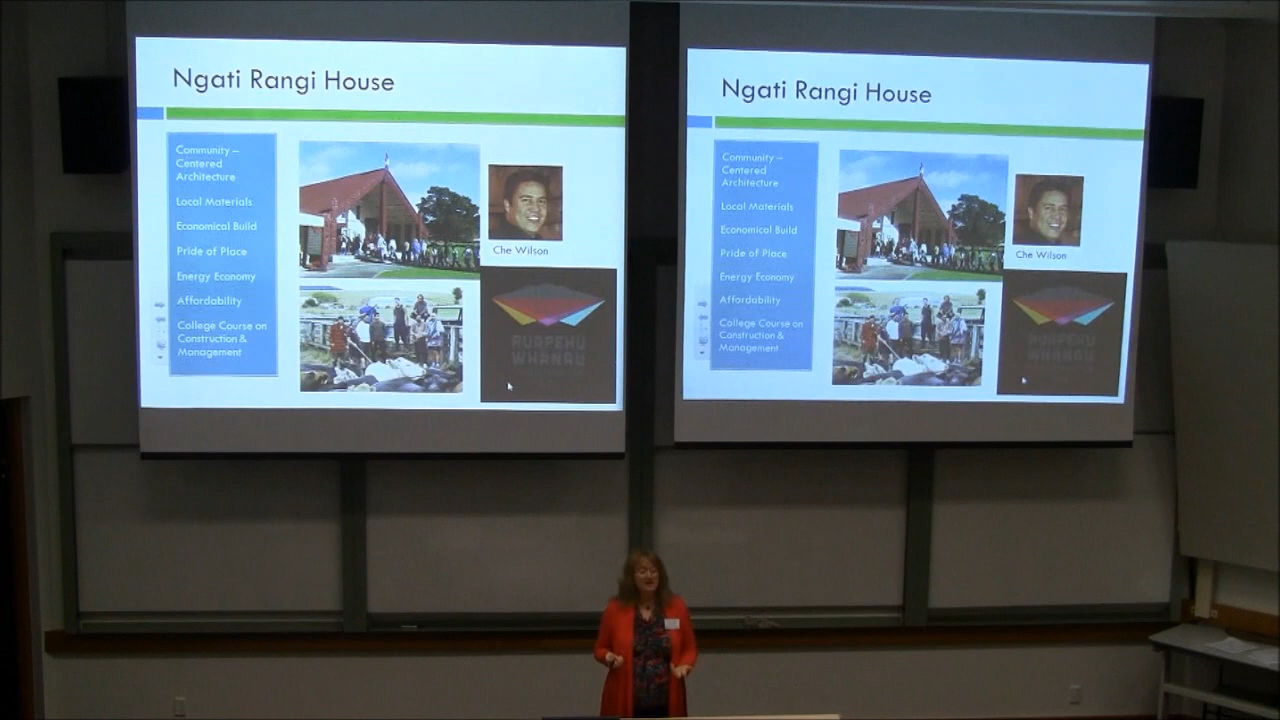 Ngati Rangi House
Community –
Centered
Architecture
Local Materials
Economical Build
Pride of Place
Energy Economy
Affordability
College Course on
Construction &
Management
Che Wilson
RUAPEHU
WHANAU
Ngati Rangi House
Community –
Centered
Architecture
Local Materials
Economical Build
Pride of Place
Energy Economy
Affordability
College Course on
Construction &
Management
Che Wilson
RUAPEHU
WHANAU